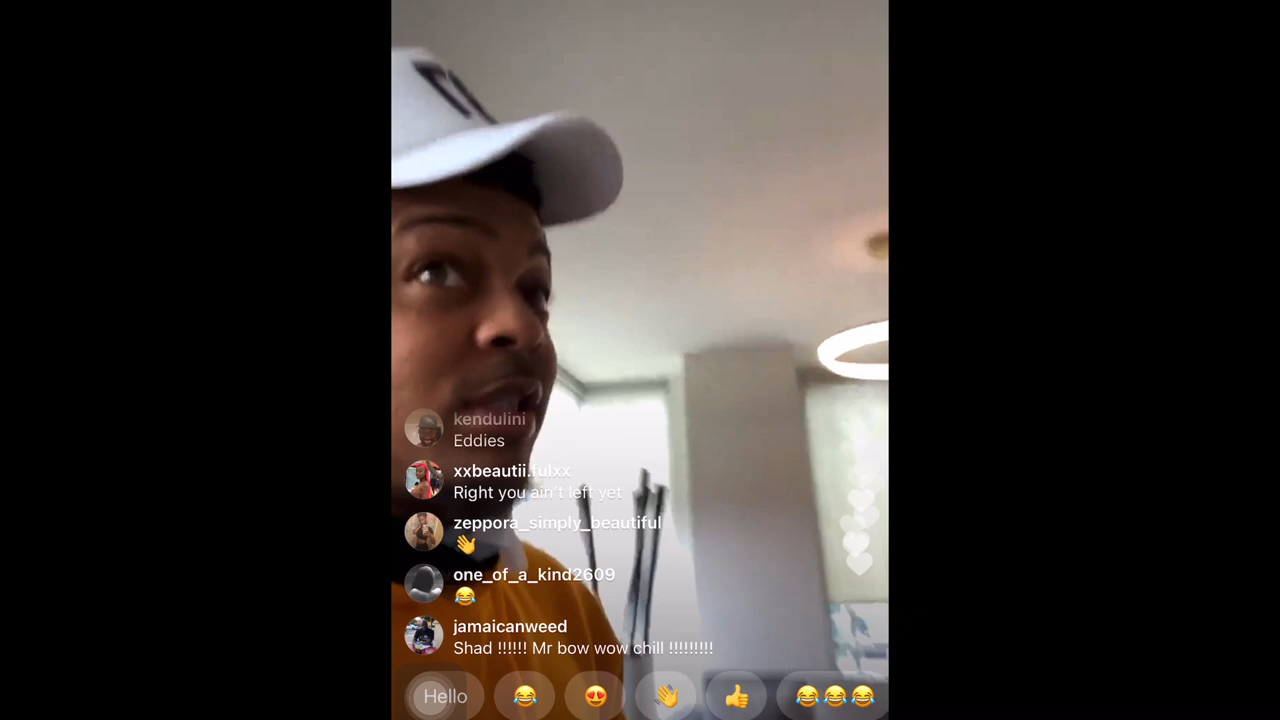 kendulini
Eddies
xxbeautii.fulxx
Right you ain't left yet
zeppora_simply_beautiful
👋
one_of_a_kind2609
😂
jamaicanweed
Shad !!!!!! Mr bow wow chill !!!!!!!!!
Hello 😂 😍 👋 👍 😂😂😂